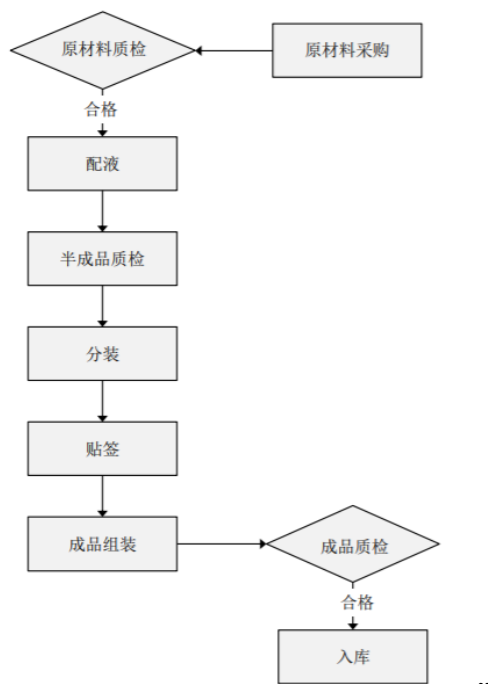 原材料质检
原材料采购
合格
配液
半成品质检
分装
贴签
成品组装
成品质检
合格
入库